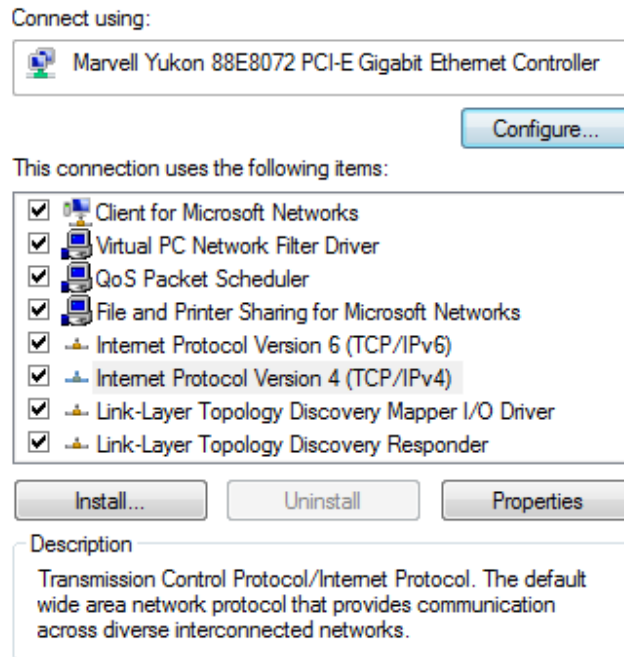 Connect using:
Marvell Yukon 88E8072 PCI-E Gigabit Ethernet Controller
Configure...
This connection uses the following items:
Client for Microsoft Networks
Virtual PC Network Filter Driver
QoS Packet Scheduler
File and Printer Sharing for Microsoft Networks
Internet Protocol Version 6 (TCP/IPv6)
Internet Protocol Version 4 (TCP/IPv4)
Link-Layer Topology Discovery Mapper I/O Driver
Link-Layer Topology Discovery Responder
Install... Uninstall Properties
Description
Transmission Control Protocol/Internet Protocol. The default
wide area network protocol that provides communication
across diverse interconnected networks.